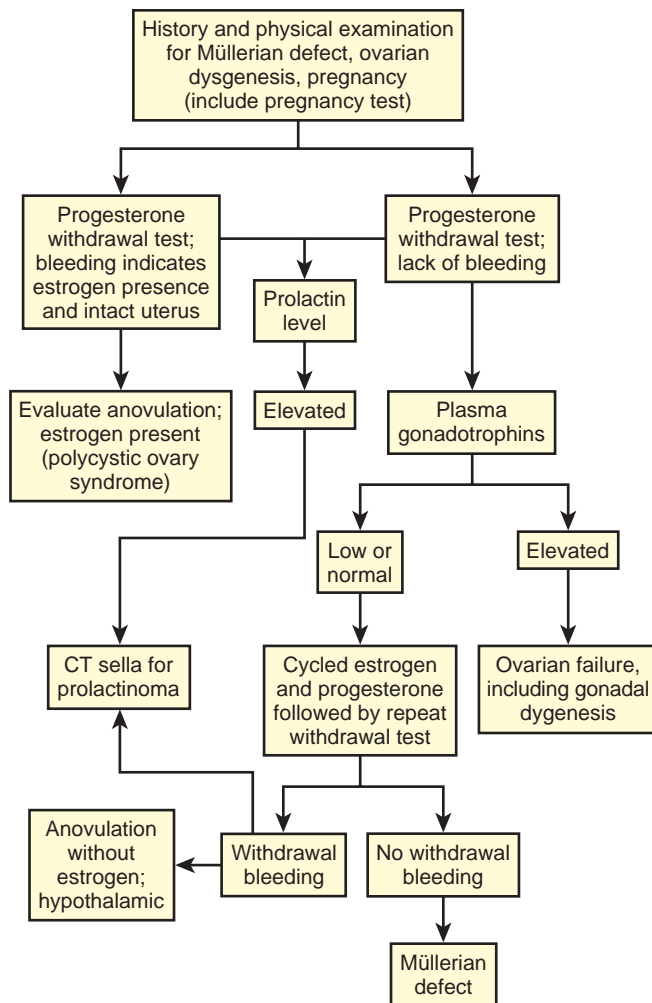 History and physical examination
for Müllerian defect, ovarian
dysgenesis, pregnancy
(include pregnancy test)
Progesterone
withdrawal test;
bleeding indicates
estrogen presence
and intact uterus
Progesterone
withdrawal test;
lack of bleeding
Prolactin
level
Evaluate anovulation;
estrogen present
(polycystic ovary
syndrome)
Elevated
Plasma
gonadotrophins
Low or
normal
Elevated
CT sella for
prolactinoma
Cycled estrogen
and progesterone
followed by repeat
withdrawal test
Ovarian failure,
including gonadal
dygenesis
Anovulation
without
estrogen;
hypothalamic
Withdrawal
bleeding
No withdrawal
bleeding
Müllerian
defect